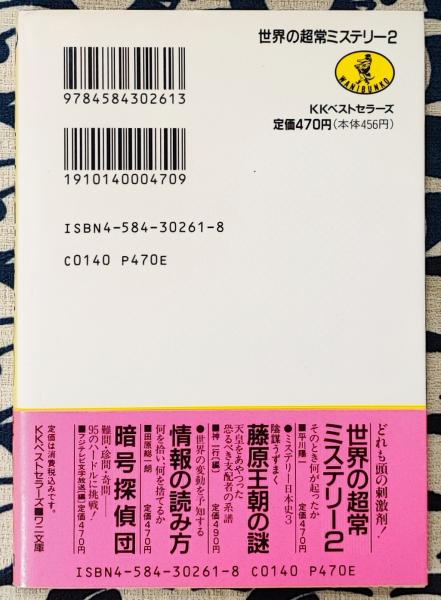 世界の超常ミステリー2
WANIBUNKO
KKベストセラーズ
定価470円(本体456円)
9784584302613
1910140004709
ISBN4-584-30261-8
C0140 P470E
どれも頭の刺激剤!
世界の超常
ミステリー2
そのとき何が起こったか
■平川陽一 定価470円
●ミステリー日本史3
陰謀うずまく
藤原王朝の謎
天皇をあやつった
恐るべき支配者の系譜
■神一行(編) 定価490円
●世界の変動を予知する
情報の読み方
何を拾い、何を捨てるか
■田原総一朗 定価470円
暗号探偵団
難問・珍問・奇問——
95のハードルに挑戦!
■フジテレビ文字放送(編)定価470円
定価は消費税込みです。
KKベストセラーズ■ワニ文庫
ISBN4-584-30261-8 C0140 P470E